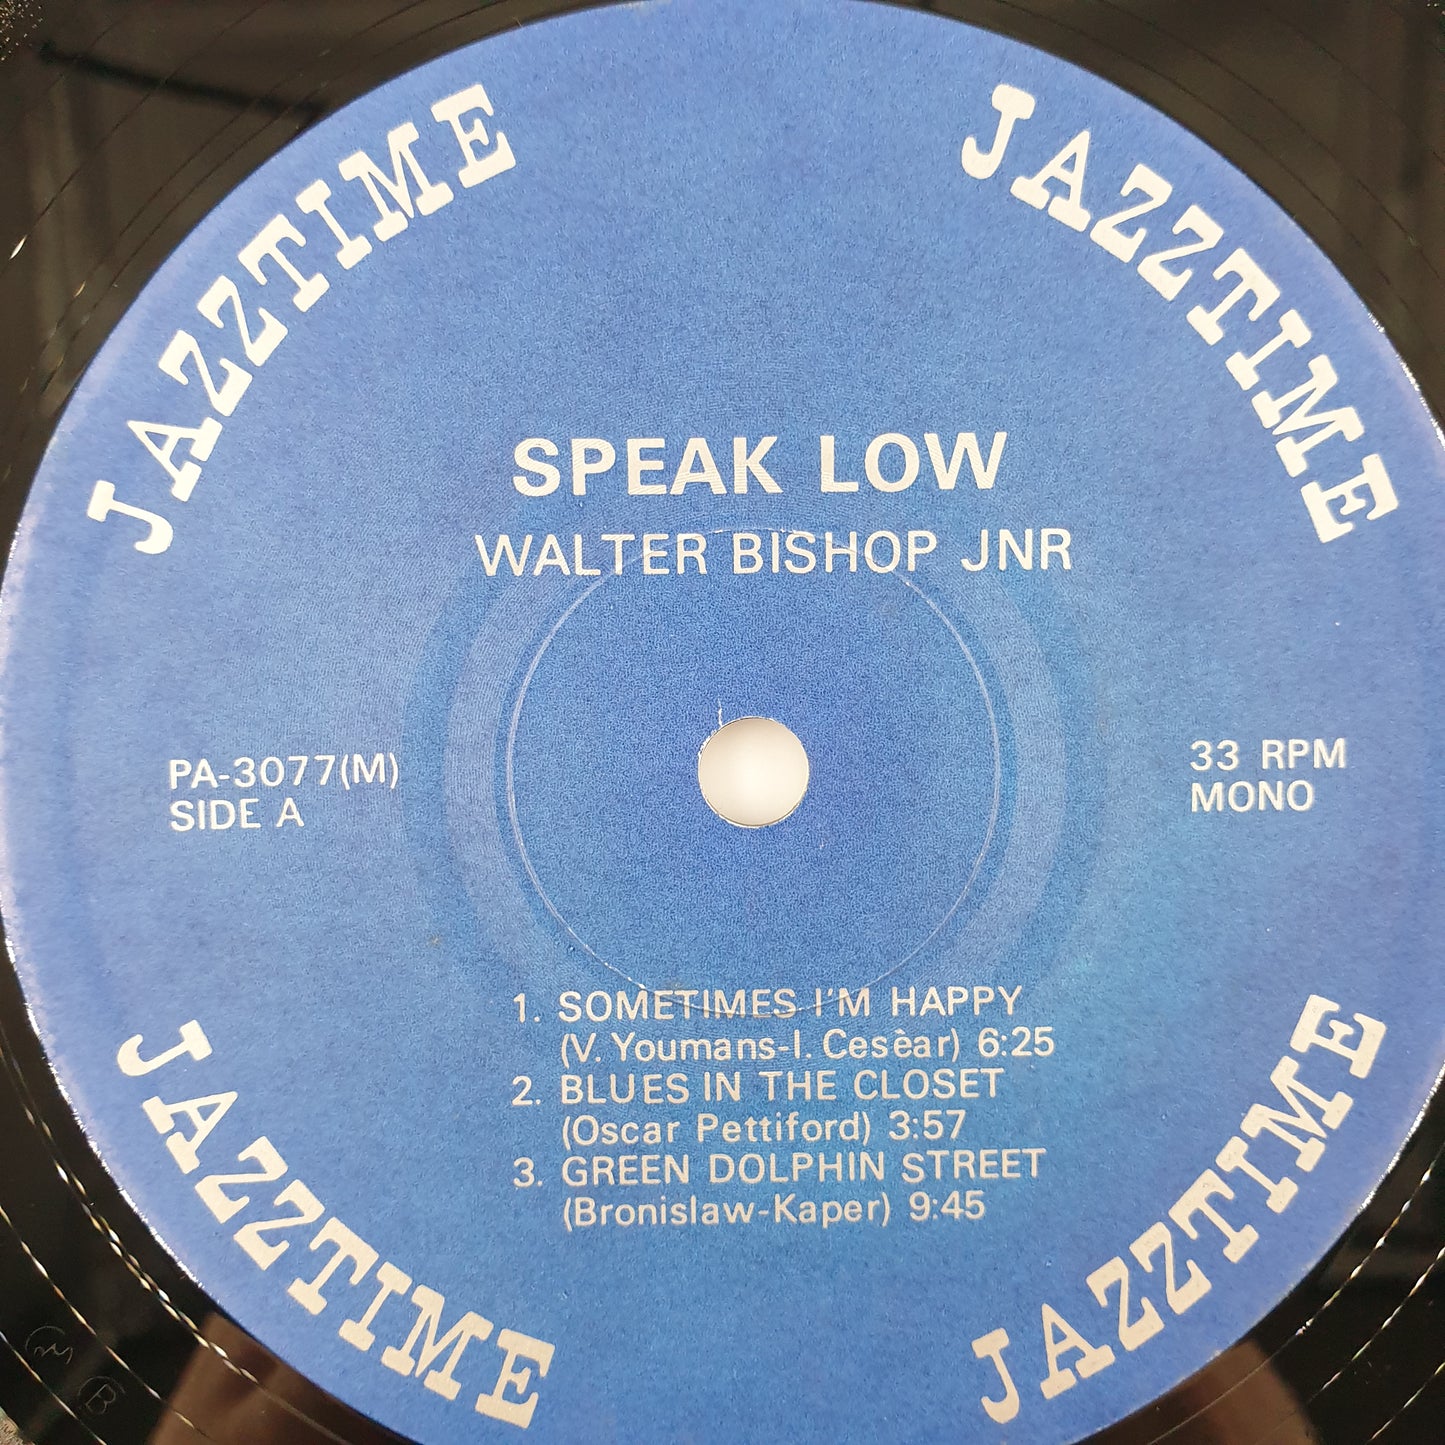 JAZZTIME
JAZZTIME
SPEAK LOW
WALTER BISHOP JNR
PA-3077(M)
SIDE A
33 RPM
MONO
1. SOMETIMES I'M HAPPY
(V. Youmans-I. Cesèar) 6:25
2. BLUES IN THE CLOSET
(Oscar Pettiford) 3:57
3. GREEN DOLPHIN STREET
(Bronislaw-Kaper) 9:45
JAZZTIME
JAZZTIME
B